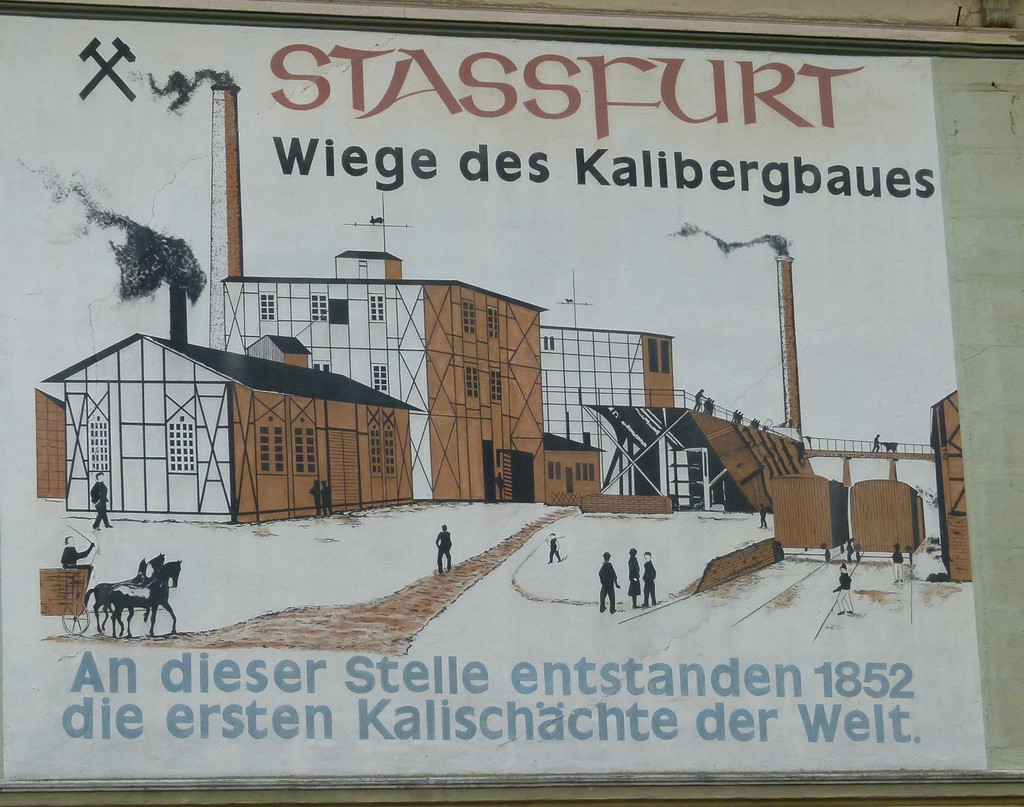 STASSFURT
Wiege des Kalibergbaues
An dieser Stelle entstanden 1852
die ersten Kalischächte der Welt.